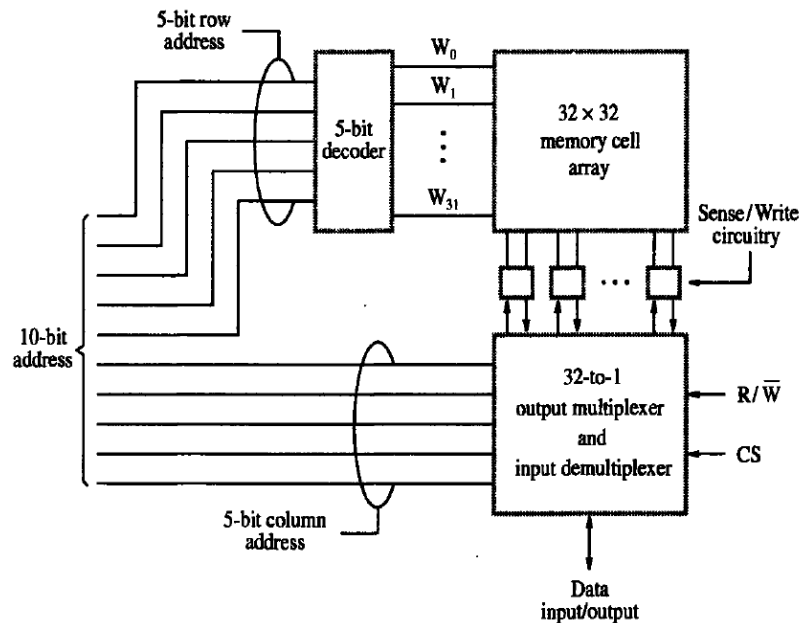 5-bit row
address
5-bit
decoder
W₀
W₁
W₃₁
32 × 32
memory cell
array
Sense/Write
circuitry
10-bit
address
32-to-1
output multiplexer
and
input demultiplexer
R/W̅
CS
5-bit column
address
Data
input/output